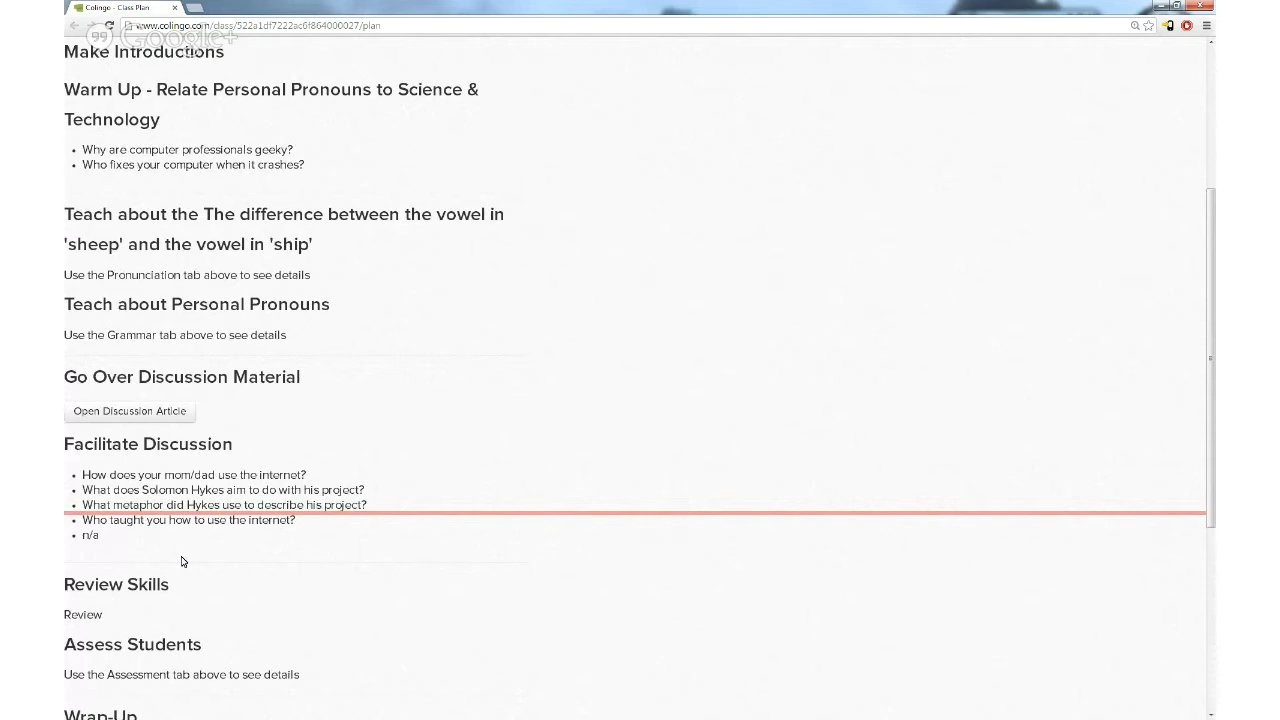 Colingo - Class Plan
www.colingo.com/class/522a1df7222ac6f864000027/plan
Google+
Make Introductions
Warm Up - Relate Personal Pronouns to Science &
Technology
• Why are computer professionals geeky?
• Who fixes your computer when it crashes?
Teach about the The difference between the vowel in
'sheep' and the vowel in 'ship'
Use the Pronunciation tab above to see details
Teach about Personal Pronouns
Use the Grammar tab above to see details
Go Over Discussion Material
Open Discussion Article
Facilitate Discussion
• How does your mom/dad use the internet?
• What does Solomon Hykes aim to do with his project?
• What metaphor did Hykes use to describe his project?
• Who taught you how to use the internet?
• n/a
Review Skills
Review
Assess Students
Use the Assessment tab above to see details
Wrap-Up